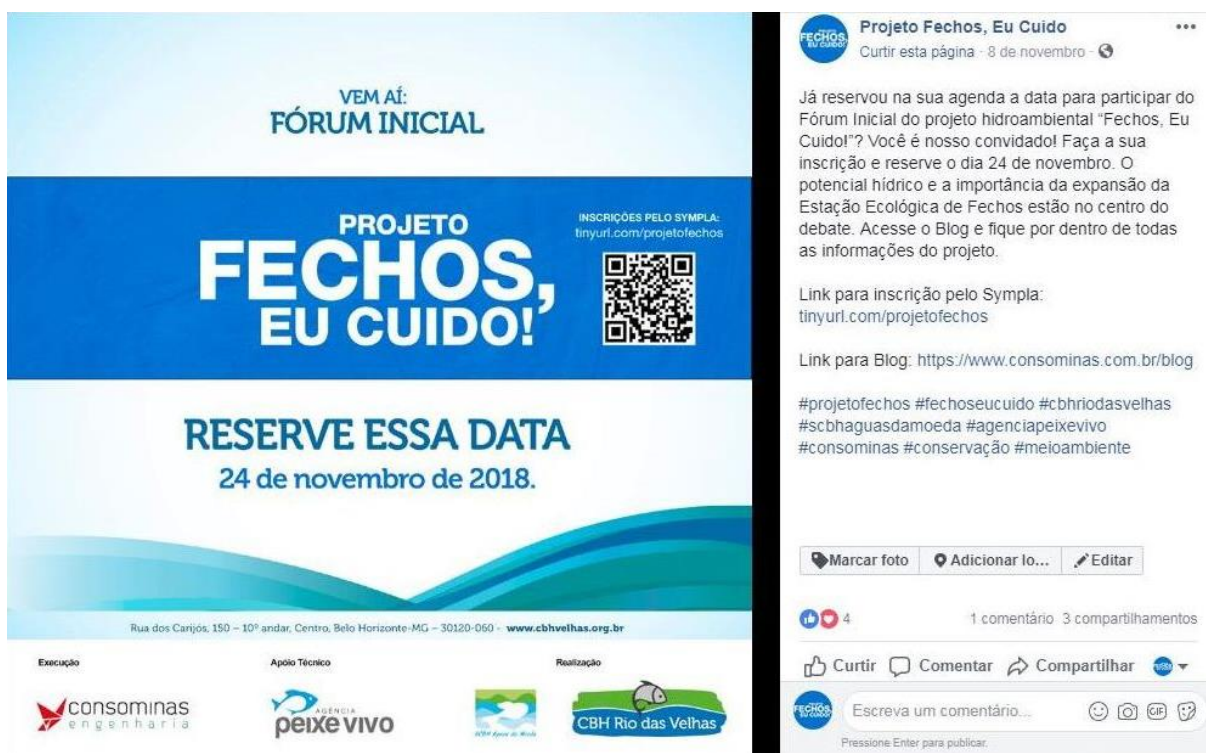 VEM AÍ:
FÓRUM INICIAL
PROJETO
FECHOS,
EU CUIDO!
INSCRIÇÕES PELO SYMPLA:
tinyurl.com/projetofechos
RESERVE ESSA DATA
24 de novembro de 2018.
Rua dos Carijós, 150 – 10º andar, Centro, Belo Horizonte-MG – 30120-060 - www.cbhvelhas.org.br
Execução
Apoio Técnico
Realização
consominas
engenharia
AGÊNCIA
peixe vivo
CBH Rio das Velhas
FECHOS,
EU CUIDO!
Projeto Fechos, Eu Cuido
Curtir esta página · 8 de novembro ·
Já reservou na sua agenda a data para participar do
Fórum Inicial do projeto hidroambiental “Fechos, Eu
Cuido!”? Você é nosso convidado! Faça a sua
inscrição e reserve o dia 24 de novembro. O
potencial hídrico e a importância da expansão da
Estação Ecológica de Fechos estão no centro do
debate. Acesse o Blog e fique por dentro de todas
as informações do projeto.
Link para inscrição pelo Sympla:
tinyurl.com/projetofechos
Link para Blog: https://www.consominas.com.br/blog
#projetofechos #fechoseucuido #cbhriodasvelhas
#scbhaguasdamoeda #agenciapeixevivo
#consominas #conservação #meioambiente
Marcar foto
Adicionar lo...
Editar
4
1 comentário 3 compartilhamentos
Curtir
Comentar
Compartilhar
FECHOS,
EU CUIDO!
Escreva um comentário...
GIF
Pressione Enter para publicar.